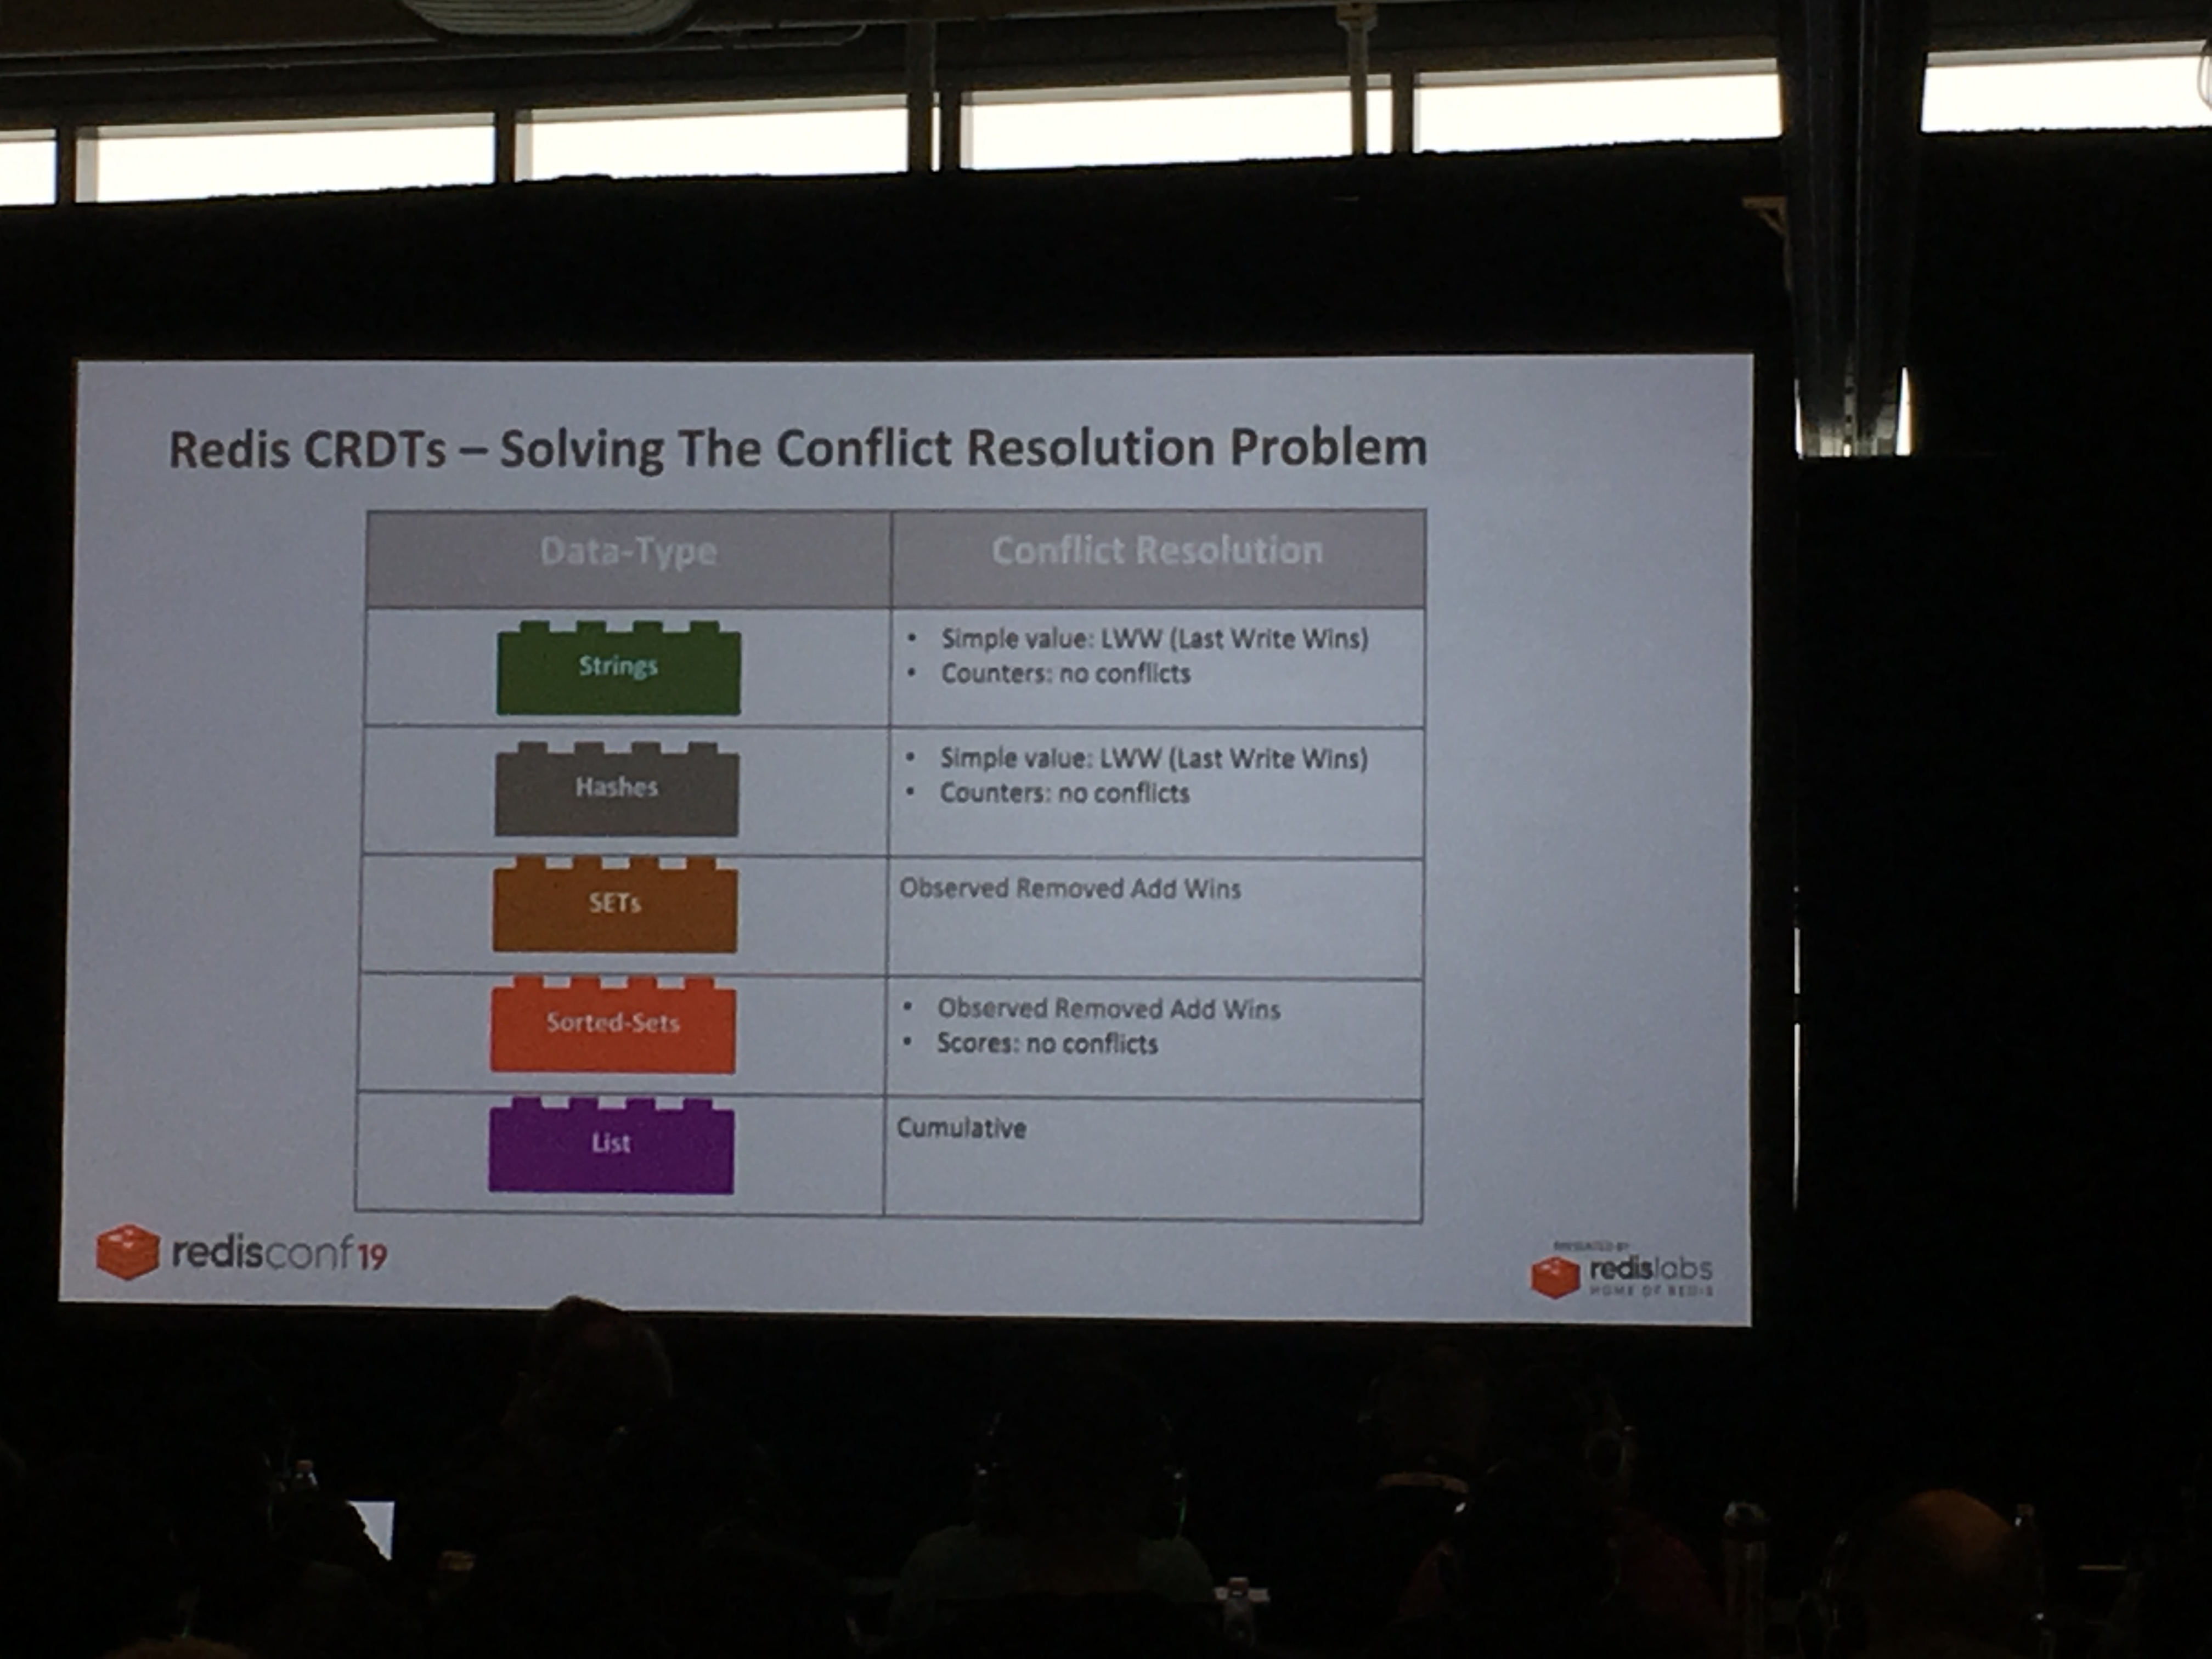 Redis CRDTs – Solving The Conflict Resolution Problem
Data-Type
Conflict Resolution
Strings
• Simple value: LWW (Last Write Wins)
• Counters: no conflicts
Hashes
• Simple value: LWW (Last Write Wins)
• Counters: no conflicts
SETs
Observed Removed Add Wins
Sorted-Sets
• Observed Removed Add Wins
• Scores: no conflicts
List
Cumulative
redisconf19
PRESENTED BY
redislabs
HOME OF REDIS